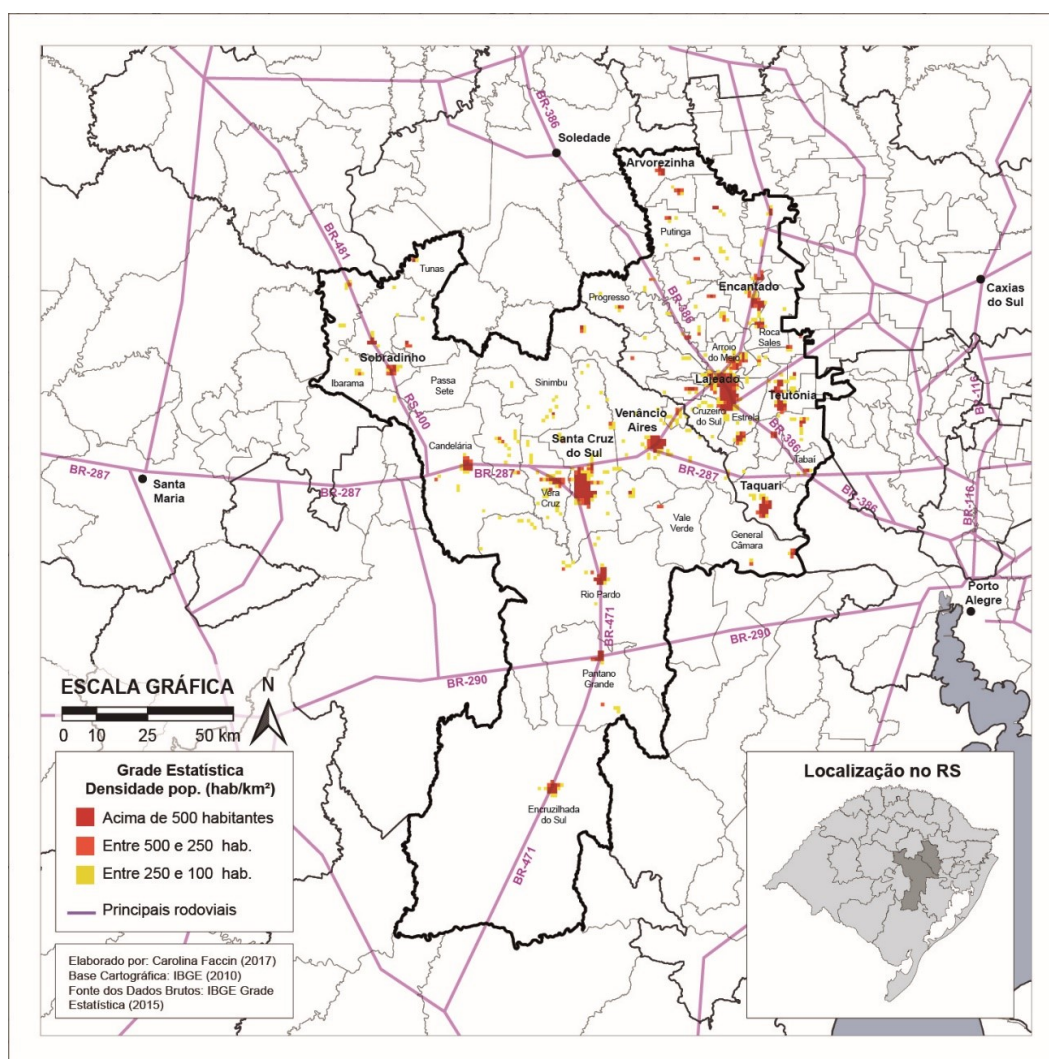 BR-386
Soledade
Arvorezinha
Putinga
BR-481
Tunas
Caxias
do Sul
Encantado
Progresso
BR-386
Roca
Sales
Arroio
do Meio
Sobradinho
Ibarama
Passa
Sete
Sinimbu
Lajeado
Teutônia
BR-116
RS-400
Venâncio
Aires
Cruzeiro
do Sul
Estrela
BR-386
Candelária
Santa Cruz
do Sul
Tabaí
BR-287
Santa
Maria
BR-287
BR-287
Vera
Cruz
BR-287
Taquari
BR-386
BR-116
Vale
Verde
General
Câmara
Rio Pardo
Porto
Alegre
BR-471
BR-290
BR-290
Pantano
Grande
ESCALA GRÁFICA
N
0 10 25 50 km
Encruzilhada
do Sul
BR-471
Grade Estatística
Densidade pop. (hab/km²)
Acima de 500 habitantes
Entre 500 e 250 hab.
Entre 250 e 100 hab.
Principais rodoviais
Elaborado por: Carolina Faccin (2017)
Base Cartográfica: IBGE (2010)
Fonte dos Dados Brutos: IBGE Grade
Estatística (2015)
Localização no RS